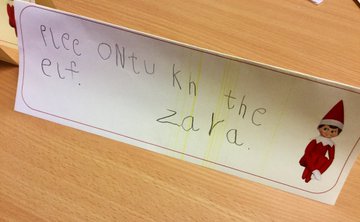 Plee ONtu kh the
elf.
zara.